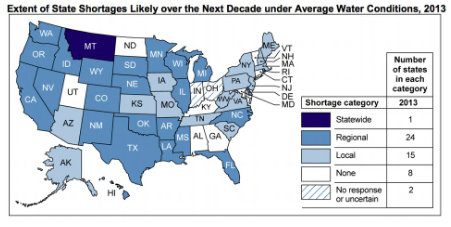 Extent of State Shortages Likely over the Next Decade under Average Water Conditions, 2013
WA
OR
CA
NV
ID
MT
WY
UT
CO
AZ
NM
ND
SD
NE
KS
OK
TX
MN
IA
MO
AR
LA
WI
IL
MS
MI
IN
OH
KY
TN
AL
GA
FL
SC
NC
VA
WV
PA
NY
ME
VT
NH
MA
RI
CT
NJ
DE
MD
AK
HI
Number
of states
in each
category
Shortage category 2013
Statewide 1
Regional 24
Local 15
None 8
No response
or uncertain 2